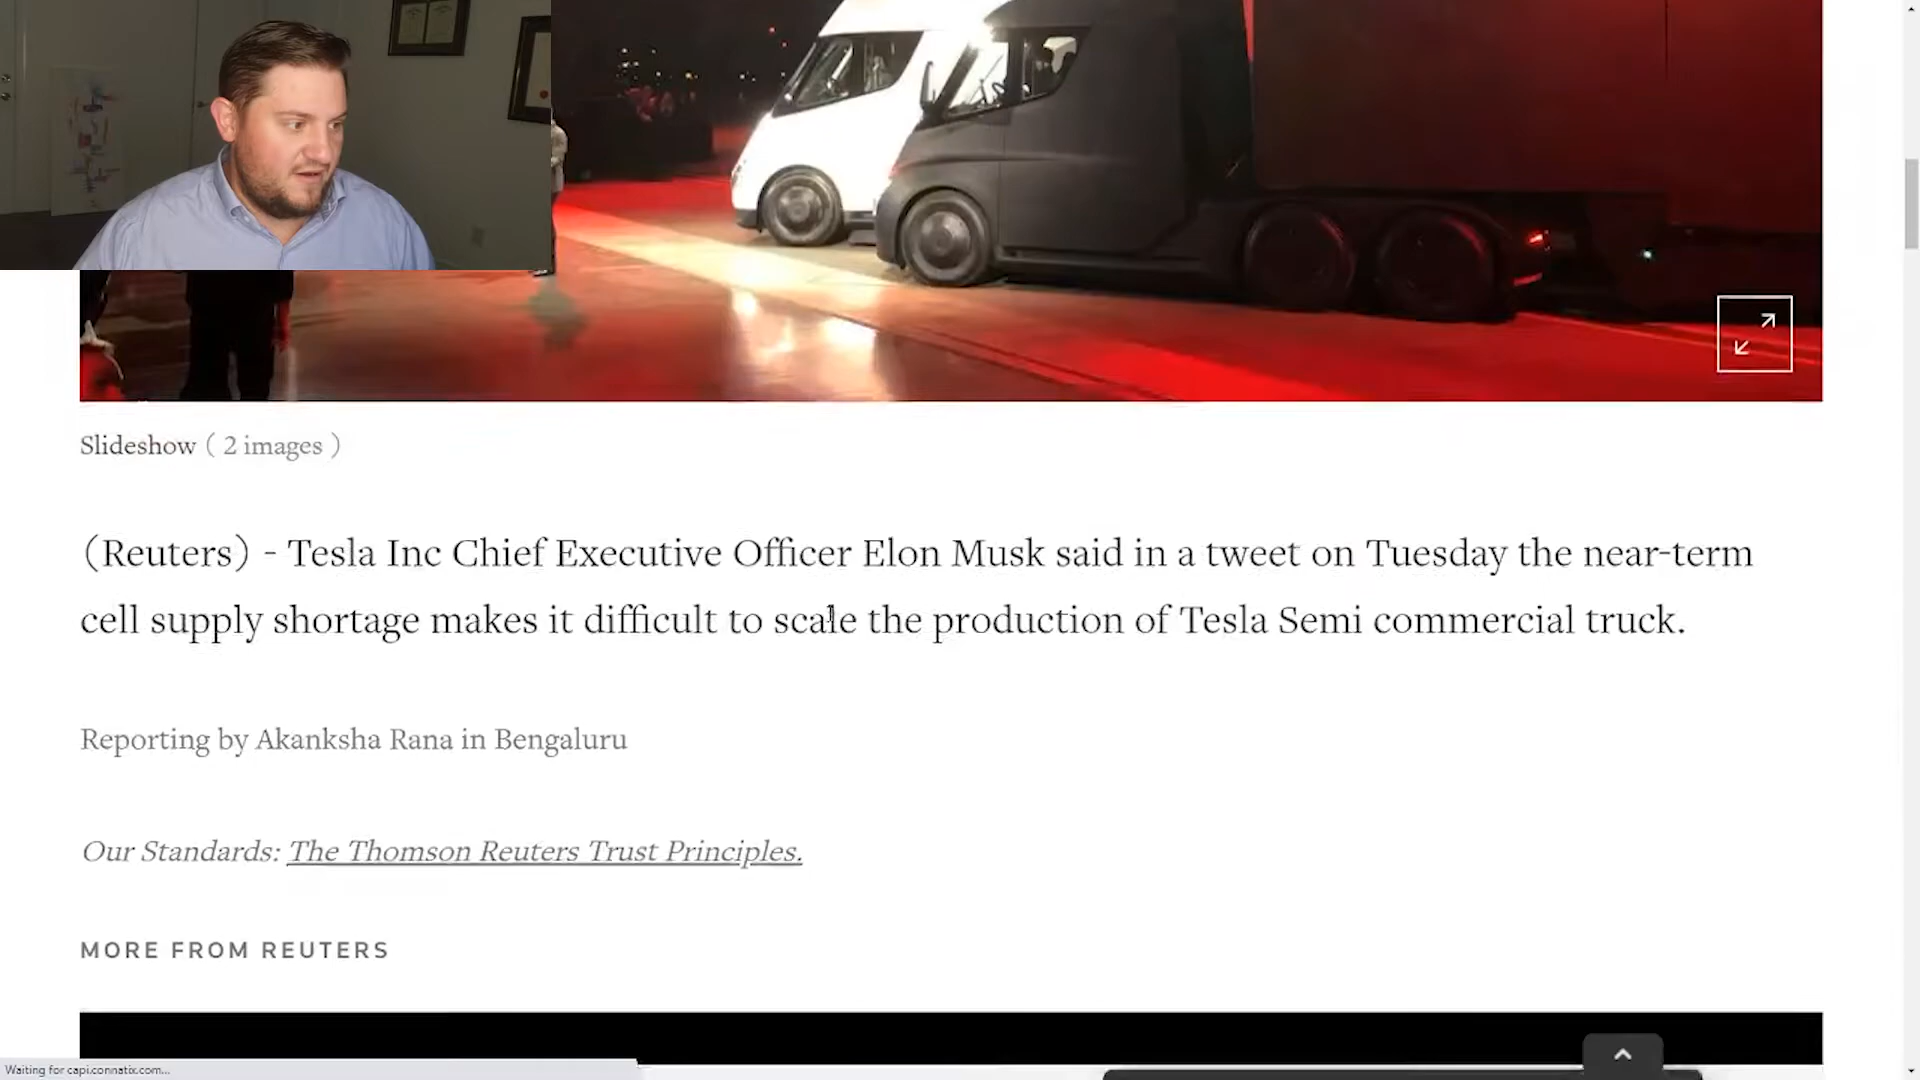 Slideshow ( 2 images )
(Reuters) - Tesla Inc Chief Executive Officer Elon Musk said in a tweet on Tuesday the near-term
cell supply shortage makes it difficult to scale the production of Tesla Semi commercial truck.
Reporting by Akanksha Rana in Bengaluru
Our Standards: The Thomson Reuters Trust Principles.
MORE FROM REUTERS
Waiting for capi.connatix.com...